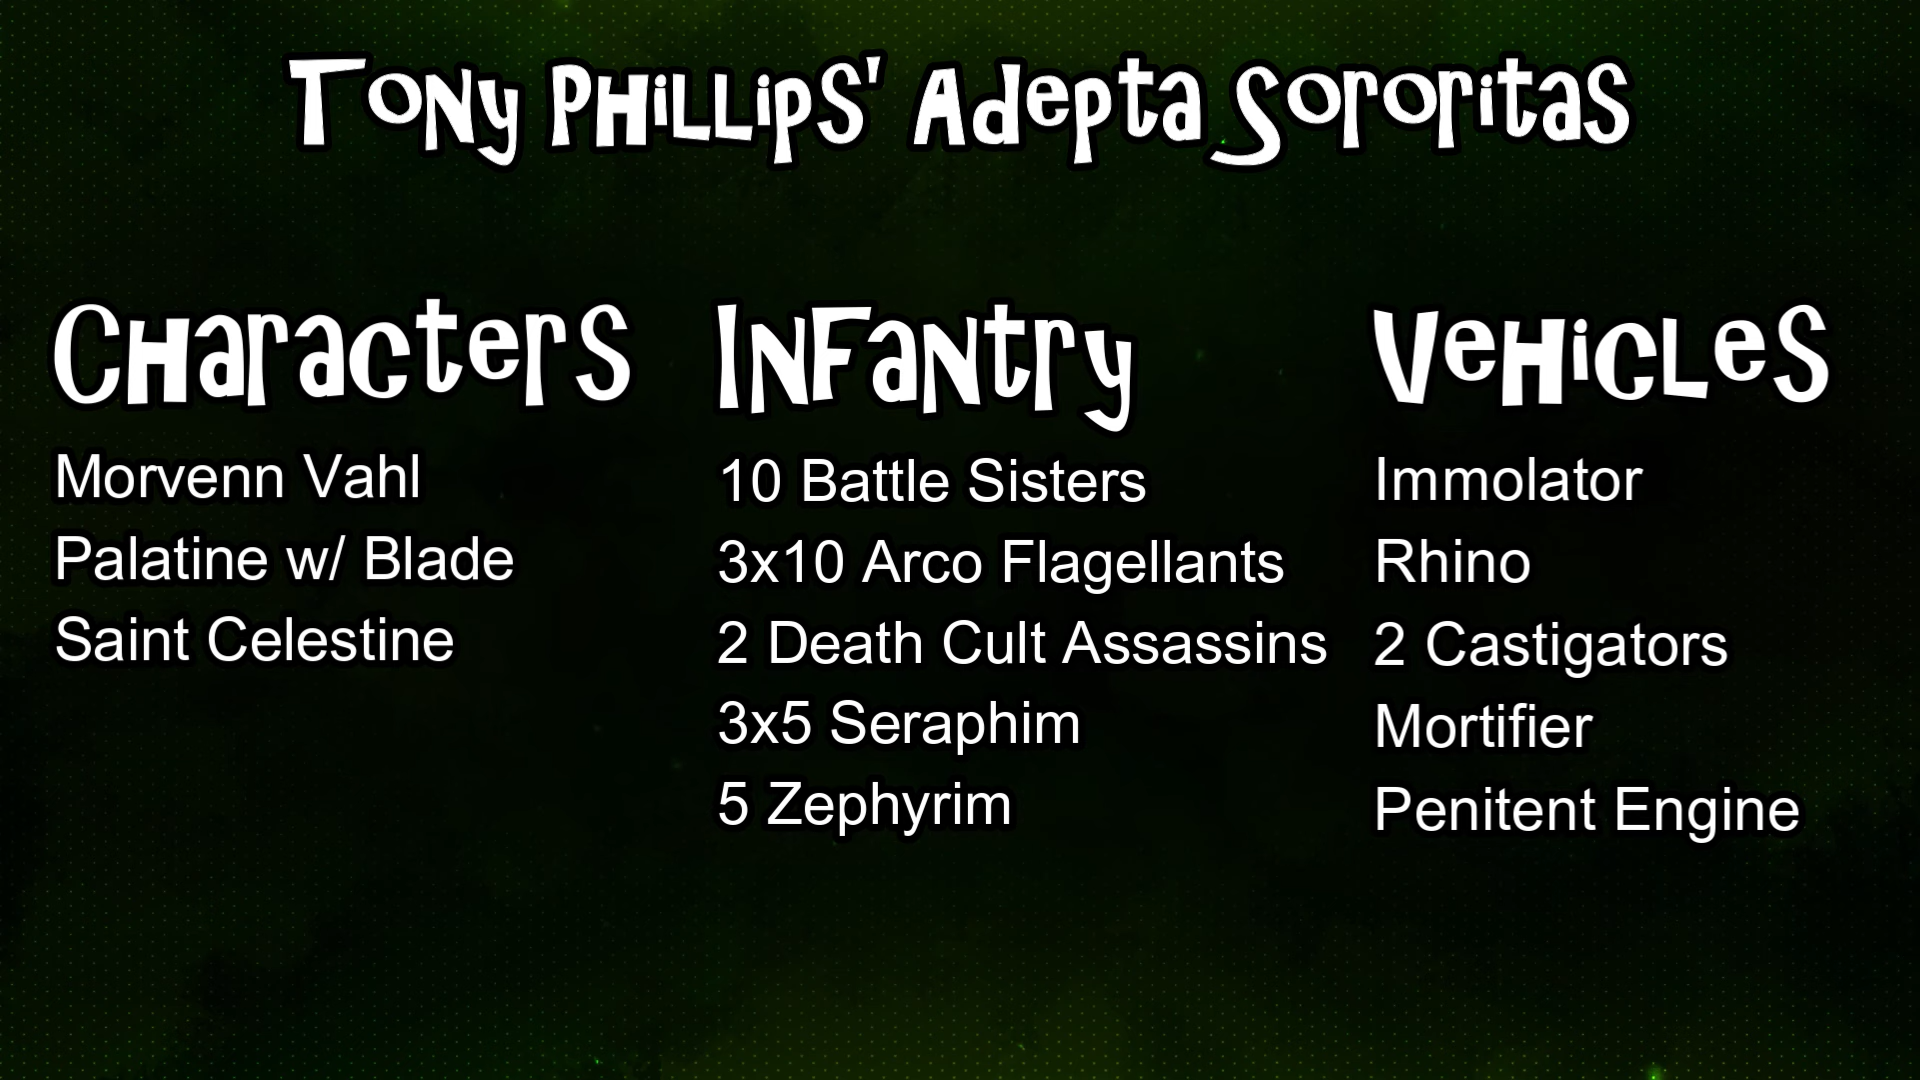 Tony Phillips' Adepta Sororitas
Characters
Morvenn Vahl
Palatine w/ Blade
Saint Celestine
Infantry
10 Battle Sisters
3x10 Arco Flagellants
2 Death Cult Assassins
3x5 Seraphim
5 Zephyrim
Vehicles
Immolator
Rhino
2 Castigators
Mortifier
Penitent Engine